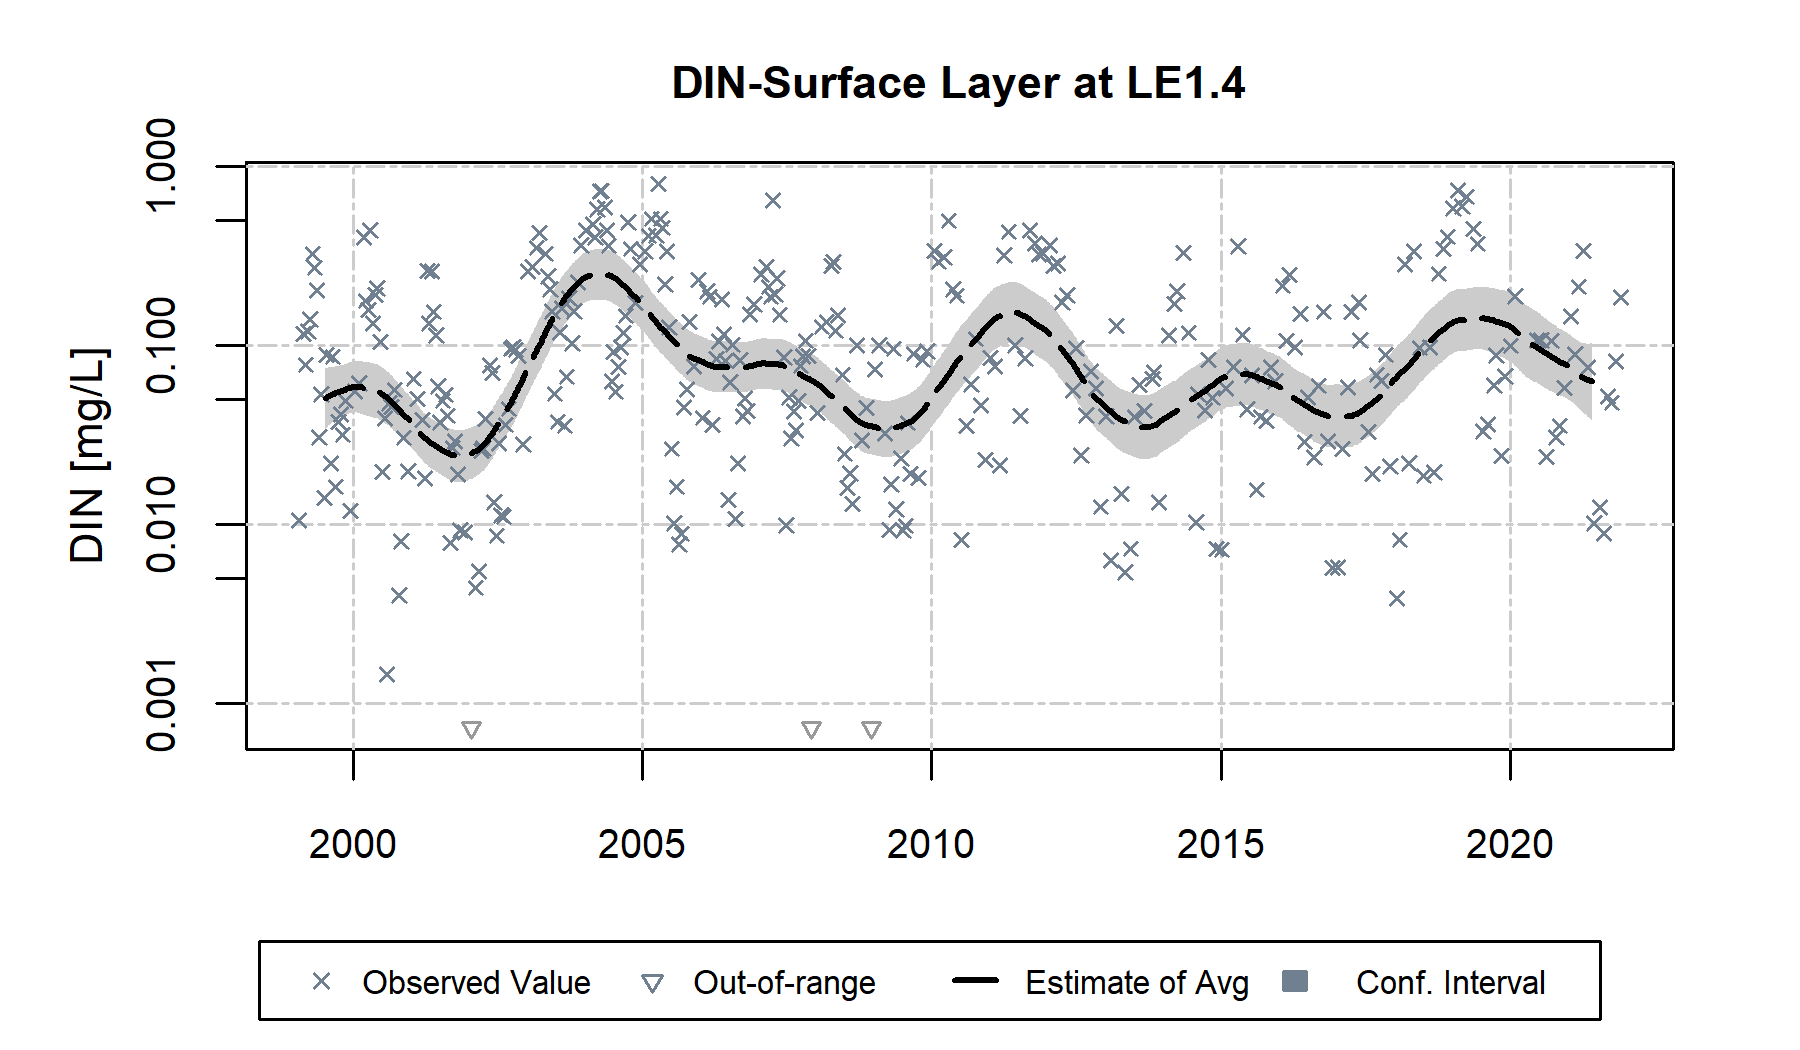 DIN-Surface Layer at LE1.4
DIN [mg/L]
1.000
0.100
0.010
0.001
2000 2005 2010 2015 2020
Observed Value Out-of-range Estimate of Avg Conf. Interval